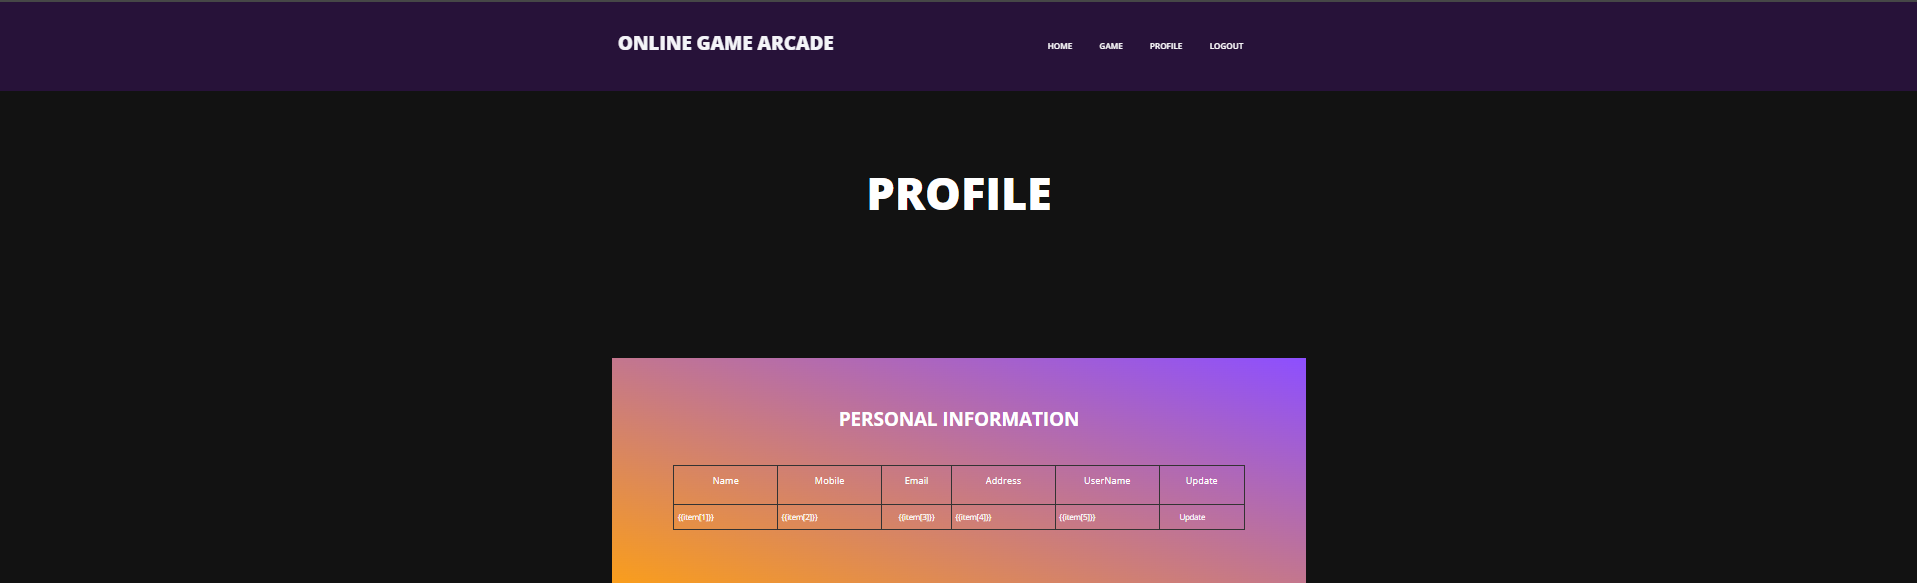 ONLINE GAME ARCADE HOME GAME PROFILE LOGOUT
PROFILE
PERSONAL INFORMATION
Name Mobile Email Address UserName Update
{{item[1]}} {{item[2]}} {{item[3]}} {{item[4]}} {{item[5]}} Update